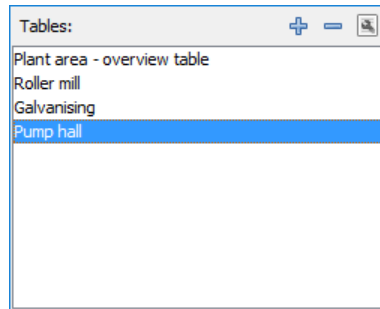 Tables:
Plant area - overview table
Roller mill
Galvanising
Pump hall